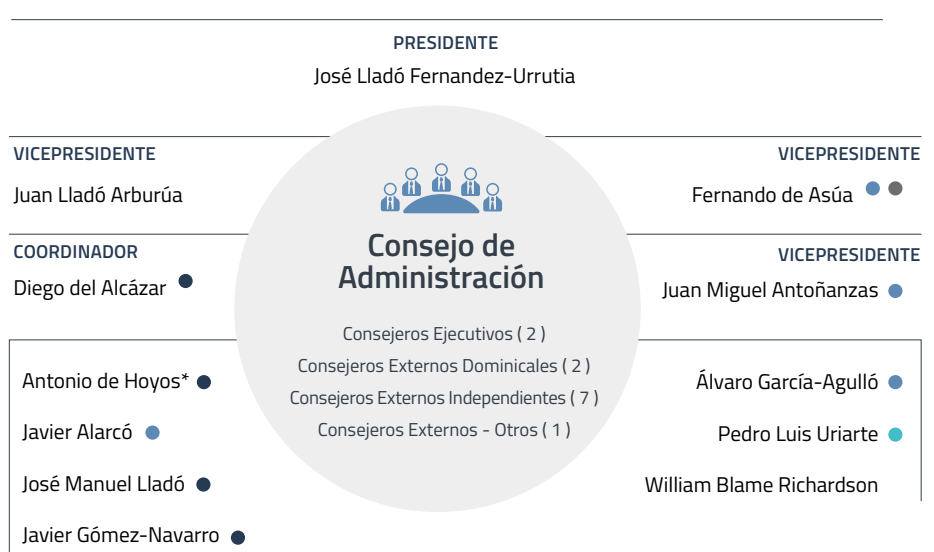 PRESIDENTE
José Lladó Fernandez-Urrutia
VICEPRESIDENTE
Juan Lladó Arburúa
VICEPRESIDENTE
Fernando de Asúa
COORDINADOR
Diego del Alcázar
VICEPRESIDENTE
Juan Miguel Antoñanzas
Consejo de
Administración
Consejeros Ejecutivos ( 2 )
Consejeros Externos Dominicales ( 2 )
Consejeros Externos Independientes ( 7 )
Consejeros Externos - Otros ( 1 )
Antonio de Hoyos*
Javier Alarcó
José Manuel Lladó
Javier Gómez-Navarro
Álvaro García-Agulló
Pedro Luis Uriarte
William Blame Richardson